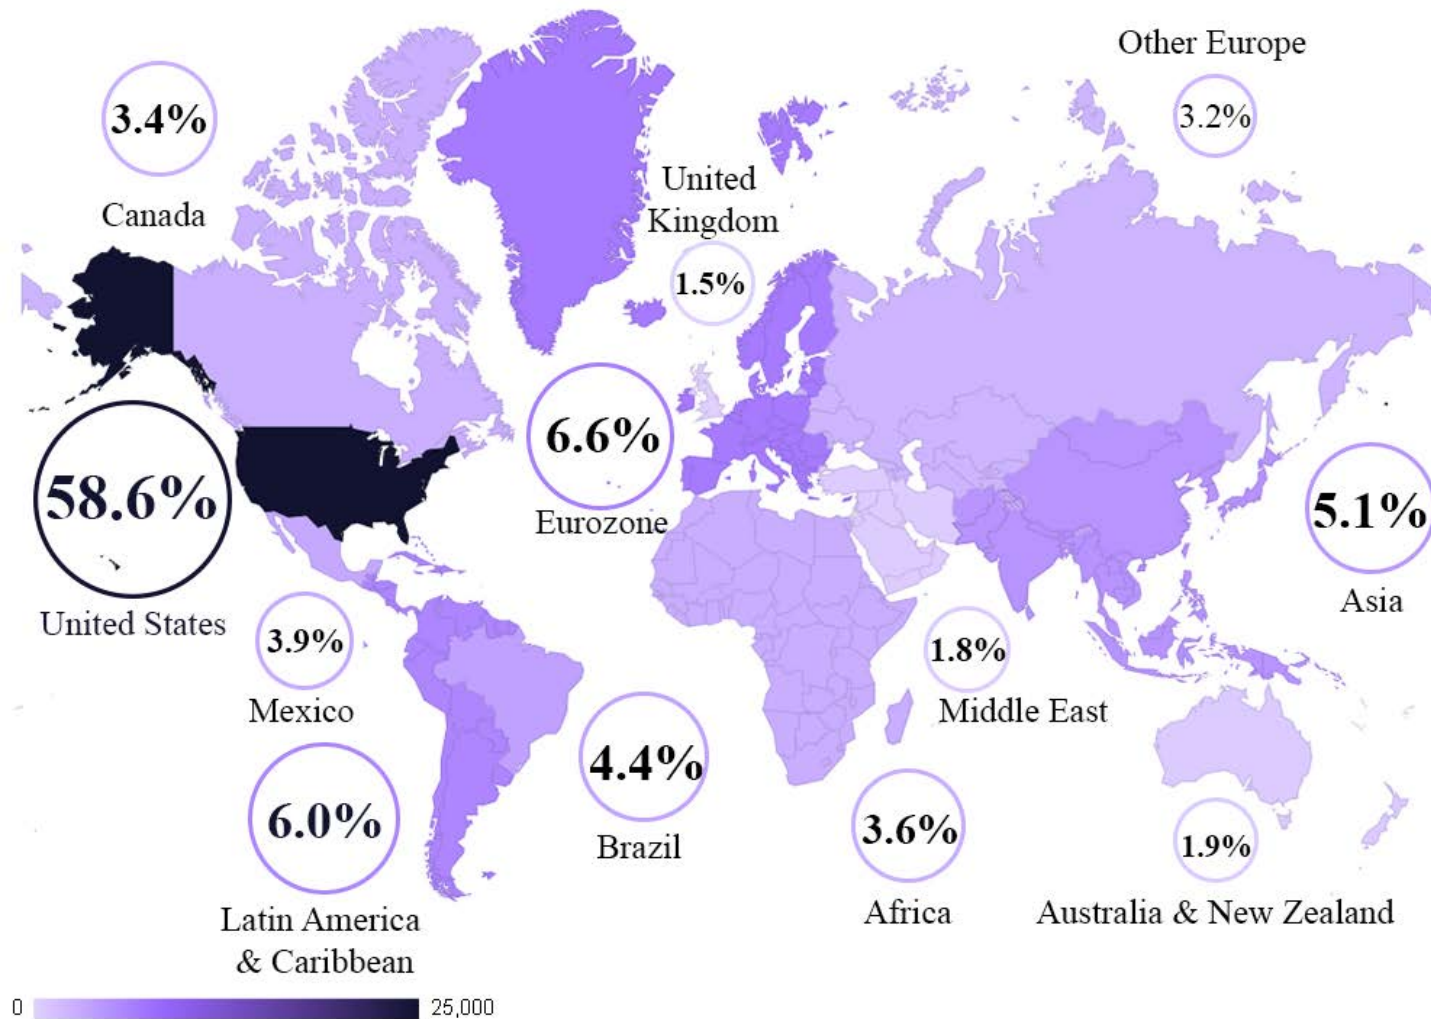 Other Europe
3.2%
3.4%
Canada
United
Kingdom
1.5%
6.6%
Eurozone
58.6%
United States
5.1%
Asia
3.9%
Mexico
1.8%
Middle East
4.4%
Brazil
6.0%
Latin America
& Caribbean
3.6%
Africa
1.9%
Australia & New Zealand
0 25,000